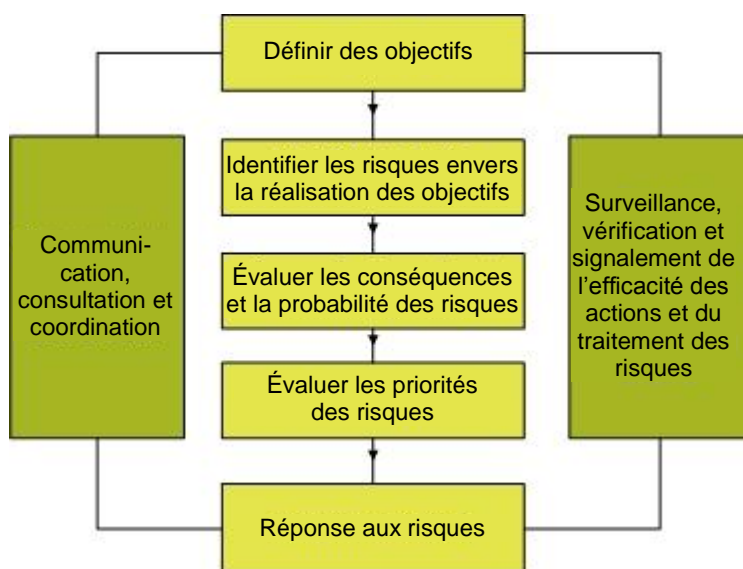 Définir des objectifs
Identifier les risques envers
la réalisation des objectifs
Communi-
cation,
consultation et
coordination
Évaluer les conséquences
et la probabilité des risques
Surveillance,
vérification et
signalement de
l’efficacité des
actions et du
traitement des
risques
Évaluer les priorités
des risques
Réponse aux risques